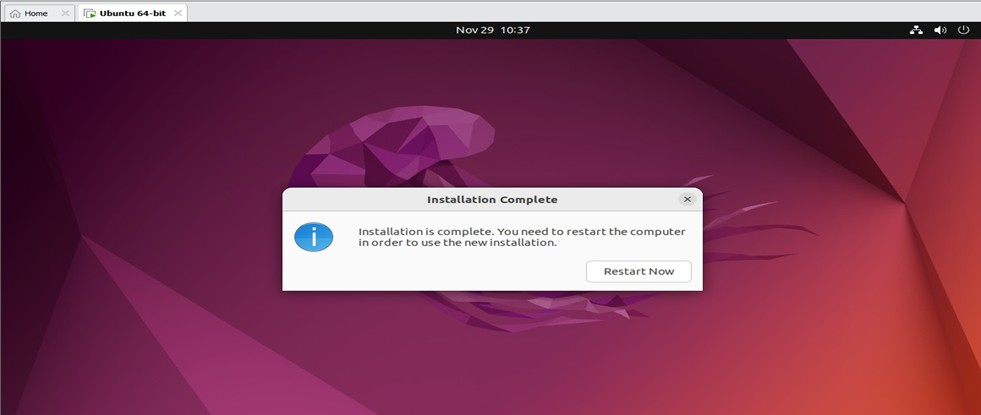 Home
Ubuntu 64-bit
Nov 29 10:37
Installation Complete
Installation is complete. You need to restart the computer
in order to use the new installation.
Restart Now